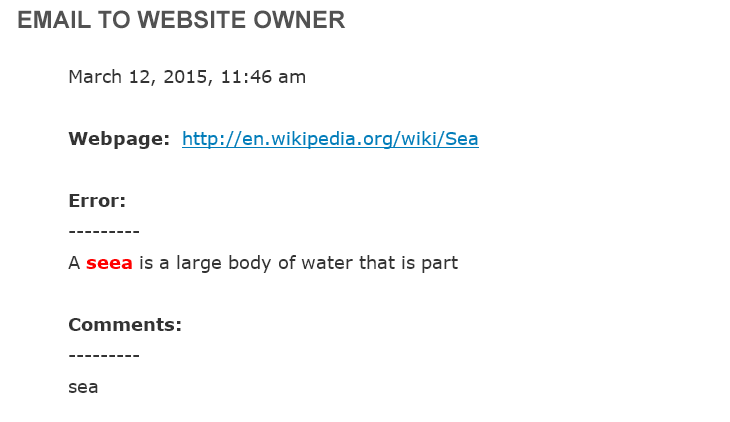 EMAIL TO WEBSITE OWNER
March 12, 2015, 11:46 am
Webpage: http://en.wikipedia.org/wiki/Sea
Error:
---------
A seea is a large body of water that is part
Comments:
---------
sea